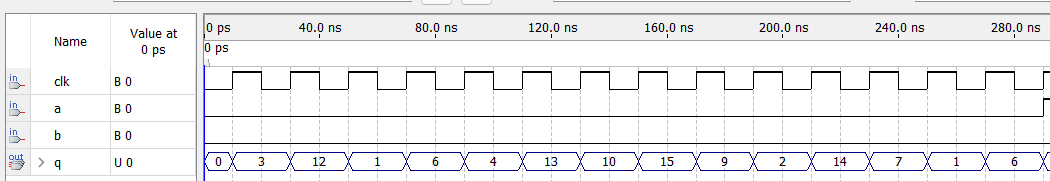 0 ps 40.0 ns 80.0 ns 120.0 ns 160.0 ns 200.0 ns 240.0 ns 280.0 ns
Name Value at
0 ps
0 ps
in clk B 0
in a B 0
in b B 0
out > q U 0 0 3 12 1 6 4 13 10 15 9 2 14 7 1 6